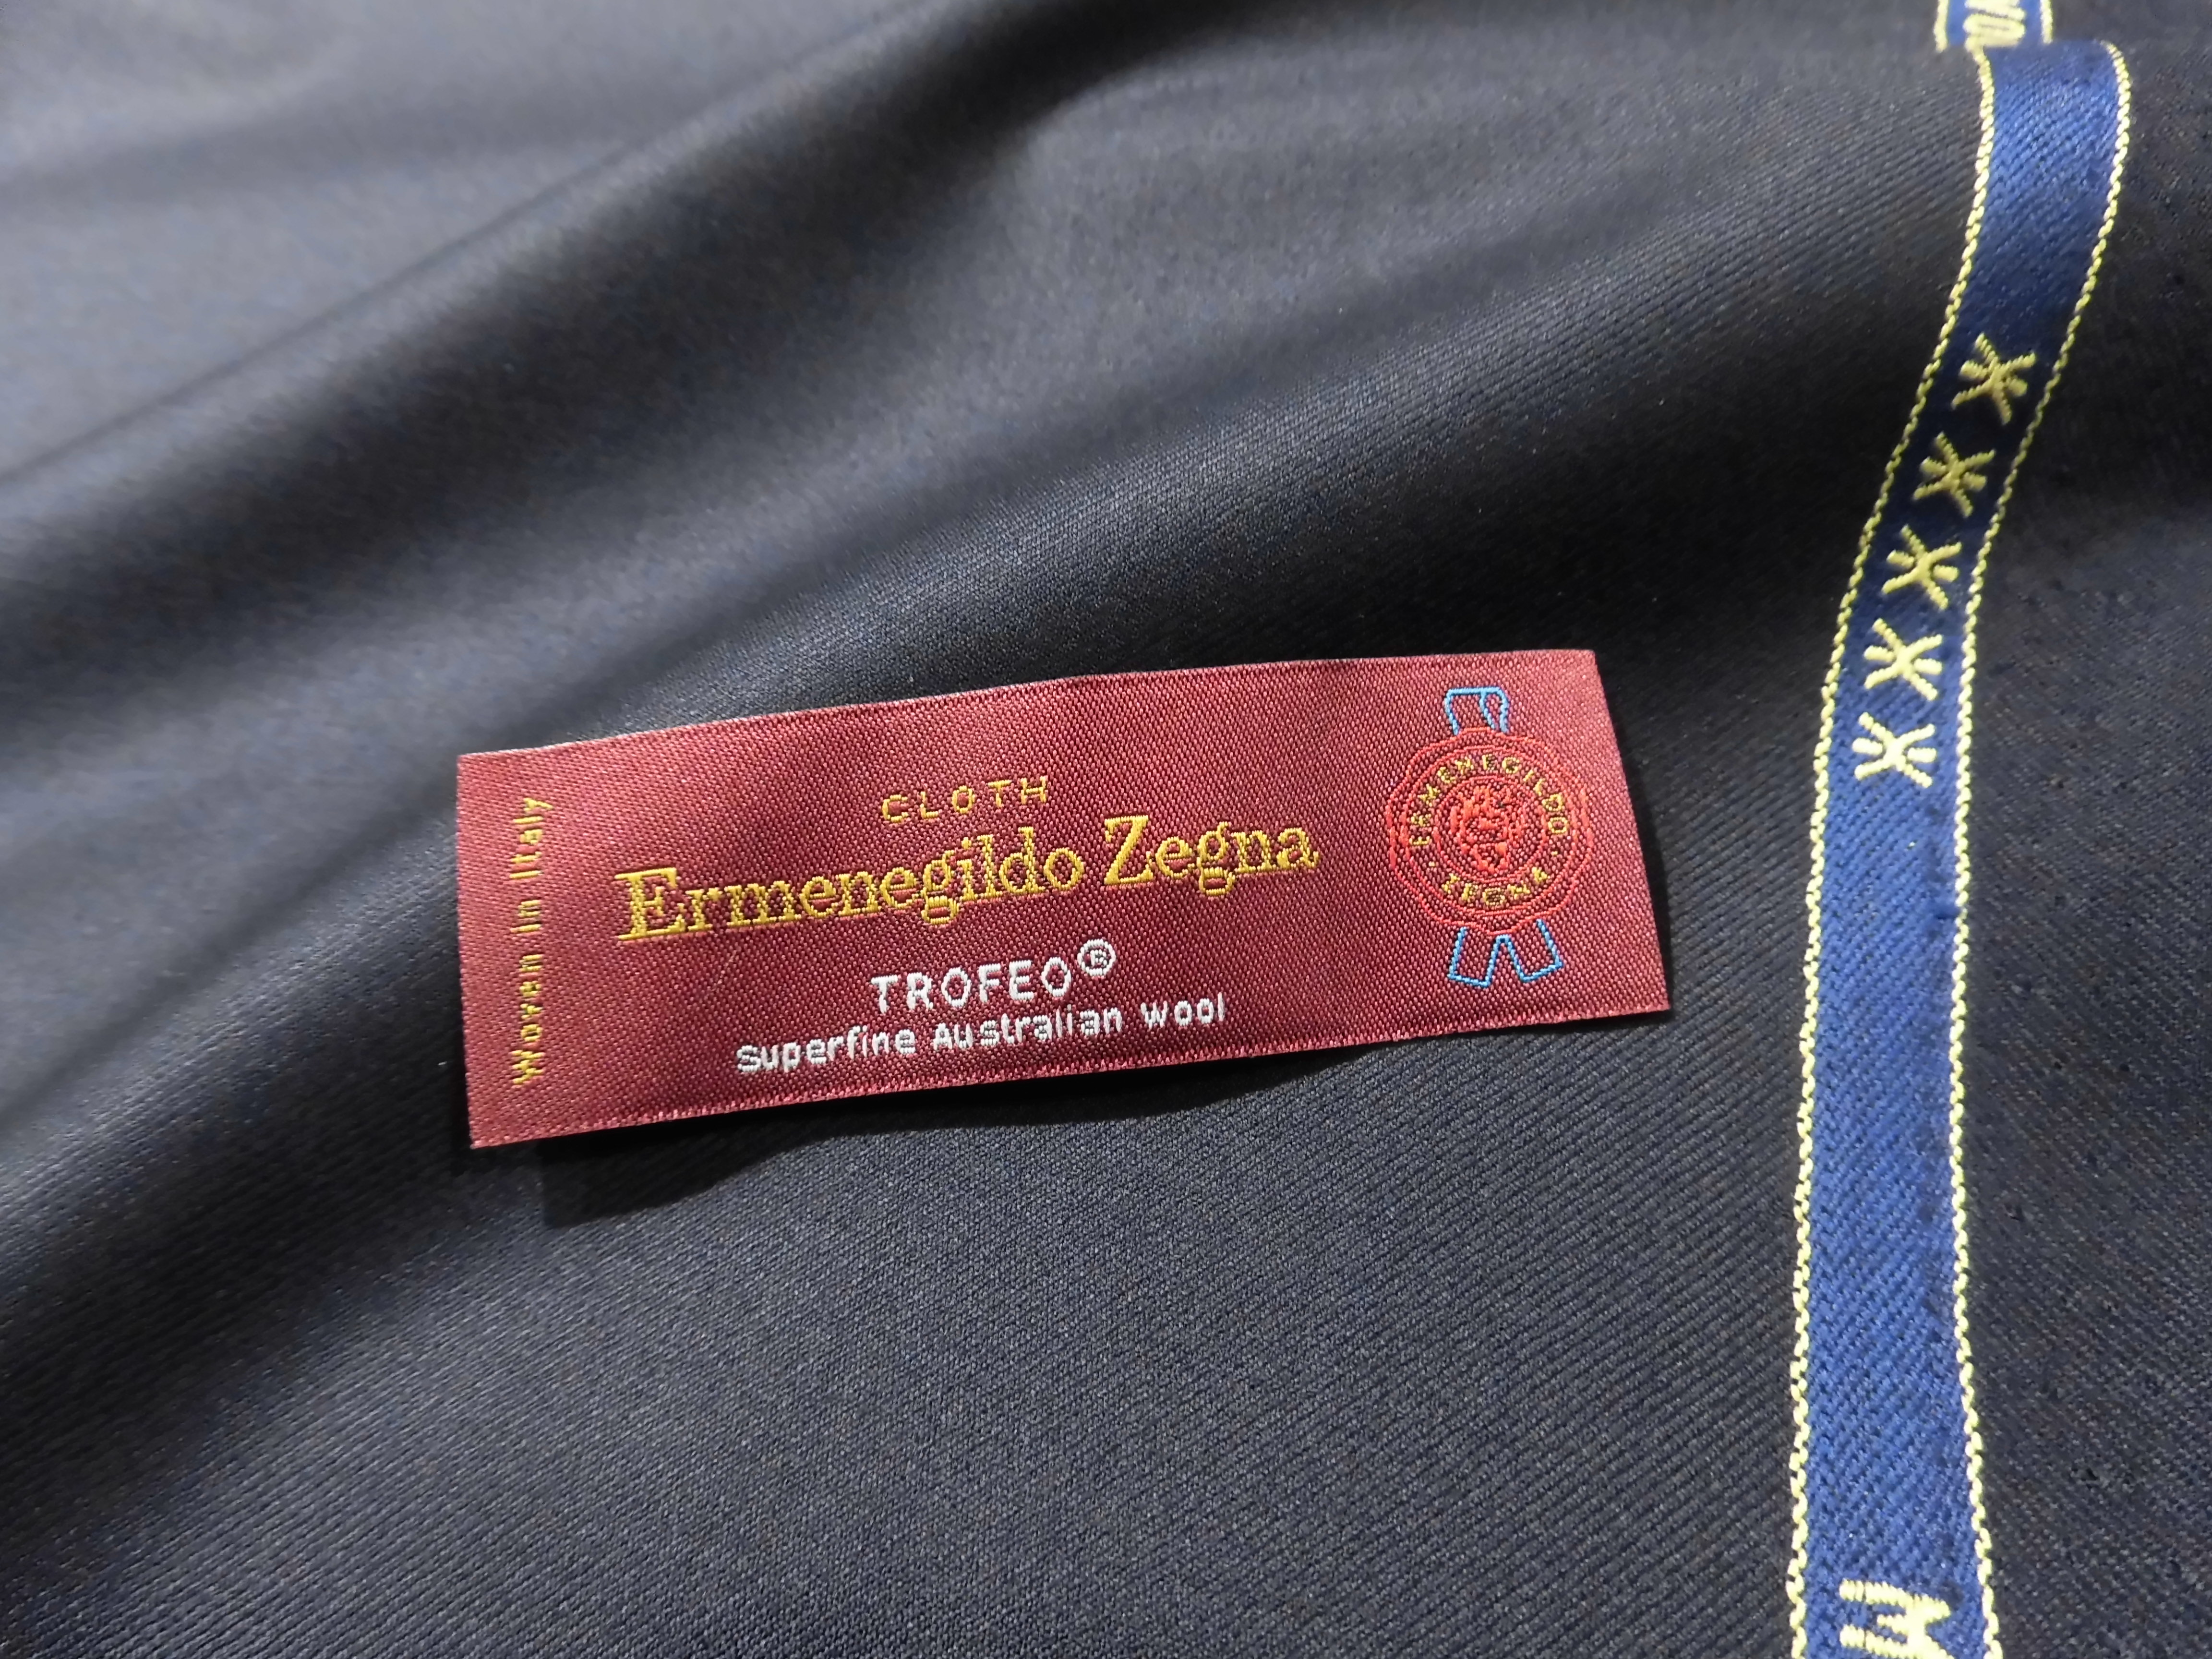 Woven in Italy
CLOTH
Ermenegildo Zegna
TROFEO®
Superfine Australian Wool
ERMENEGILDO
ZEGNA
M